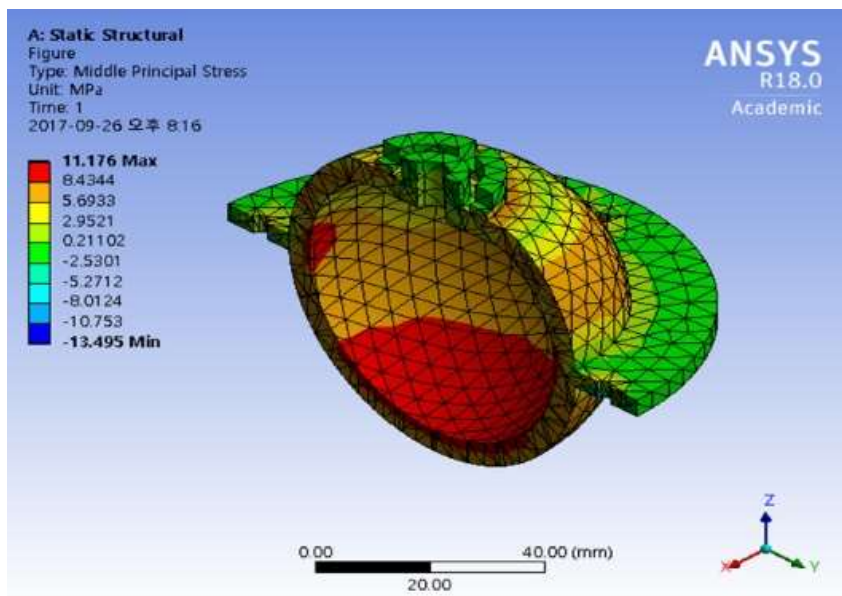 A: Static Structural
Figure
Type: Middle Principal Stress
Unit: MPa
Time: 1
2017-09-26 오후 8:16
ANSYS
R18.0
Academic
11.176 Max
8.4344
5.6933
2.9521
0.21102
-2.5301
-5.2712
-8.0124
-10.753
-13.495 Min
0.00
40.00 (mm)
20.00
Z
X
Y